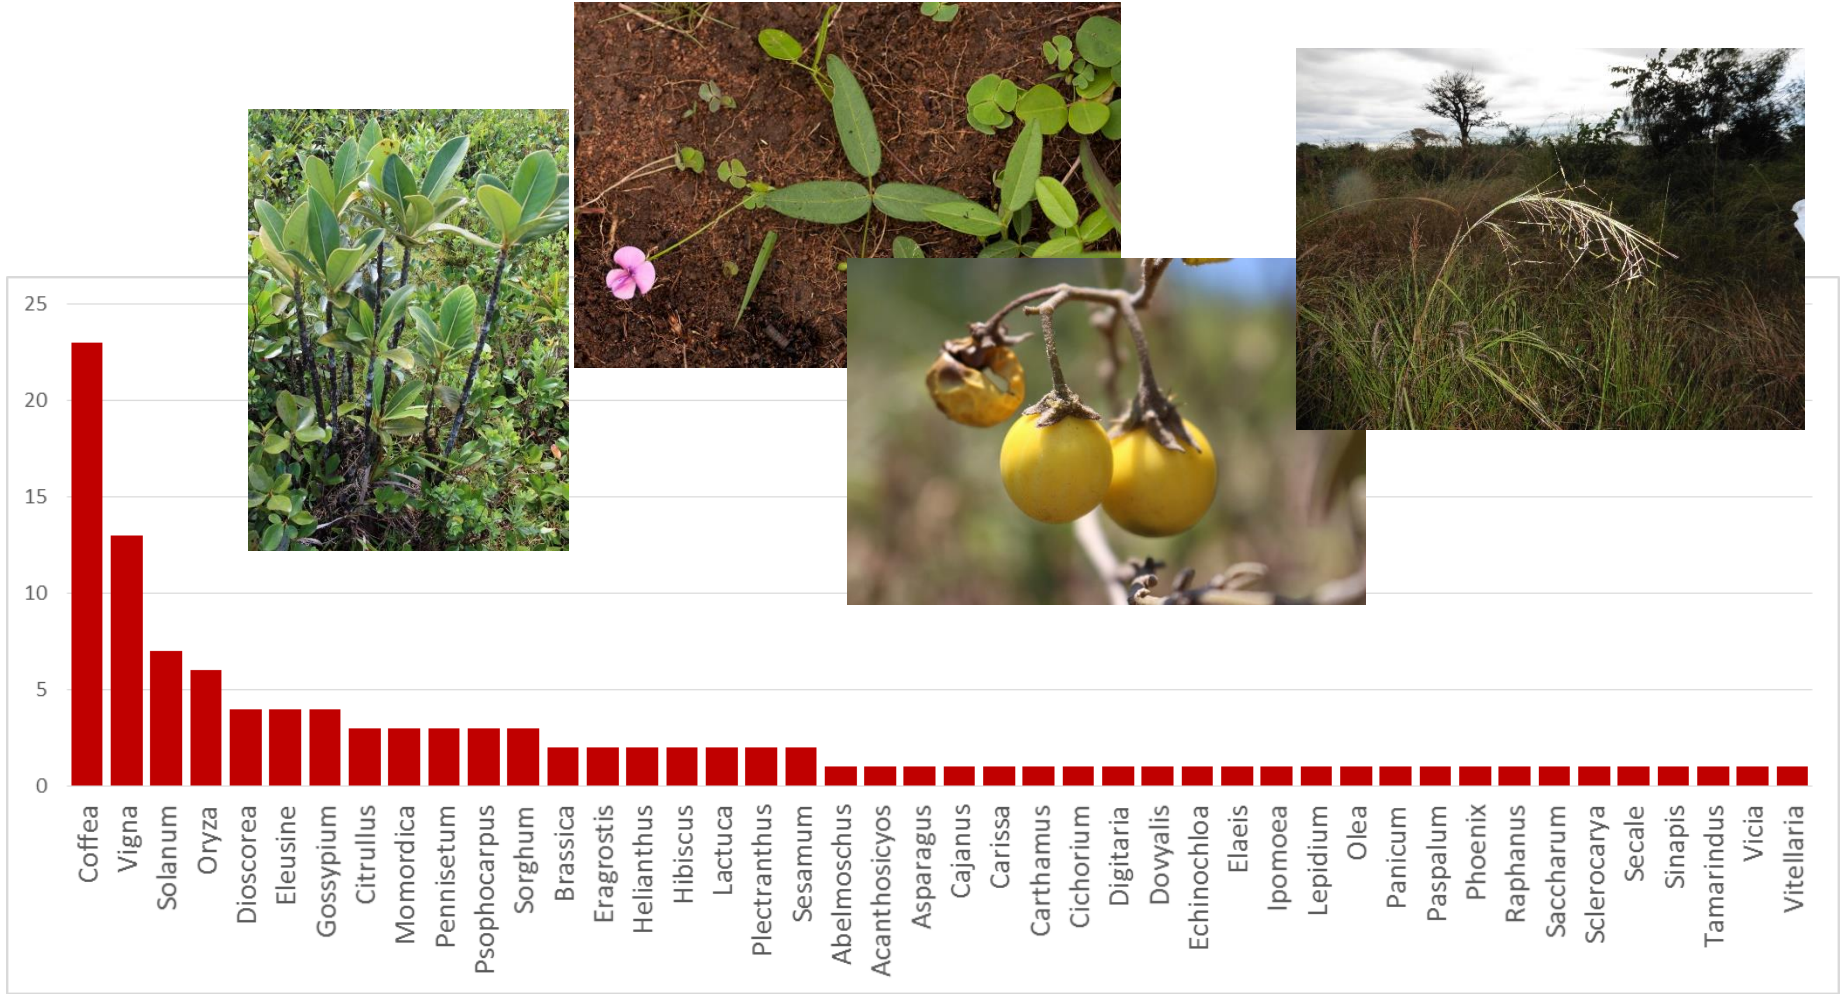 25
20
15
10
5
0
Coffea
Vigna
Solanum
Oryza
Dioscorea
Eleusine
Gossypium
Citrullus
Momordica
Pennisetum
Psophocarpus
Sorghum
Brassica
Eragrostis
Helianthus
Hibiscus
Lactuca
Plectranthus
Sesamum
Abelmoschus
Acanthosicyos
Asparagus
Cajanus
Carissa
Carthamus
Cichorium
Digitaria
Dovyalis
Echinochloa
Elaeis
Ipomoea
Lepidium
Olea
Panicum
Paspalum
Phoenix
Raphanus
Saccharum
Sclerocarya
Secale
Sinapis
Tamarindus
Vicia
Vitellaria